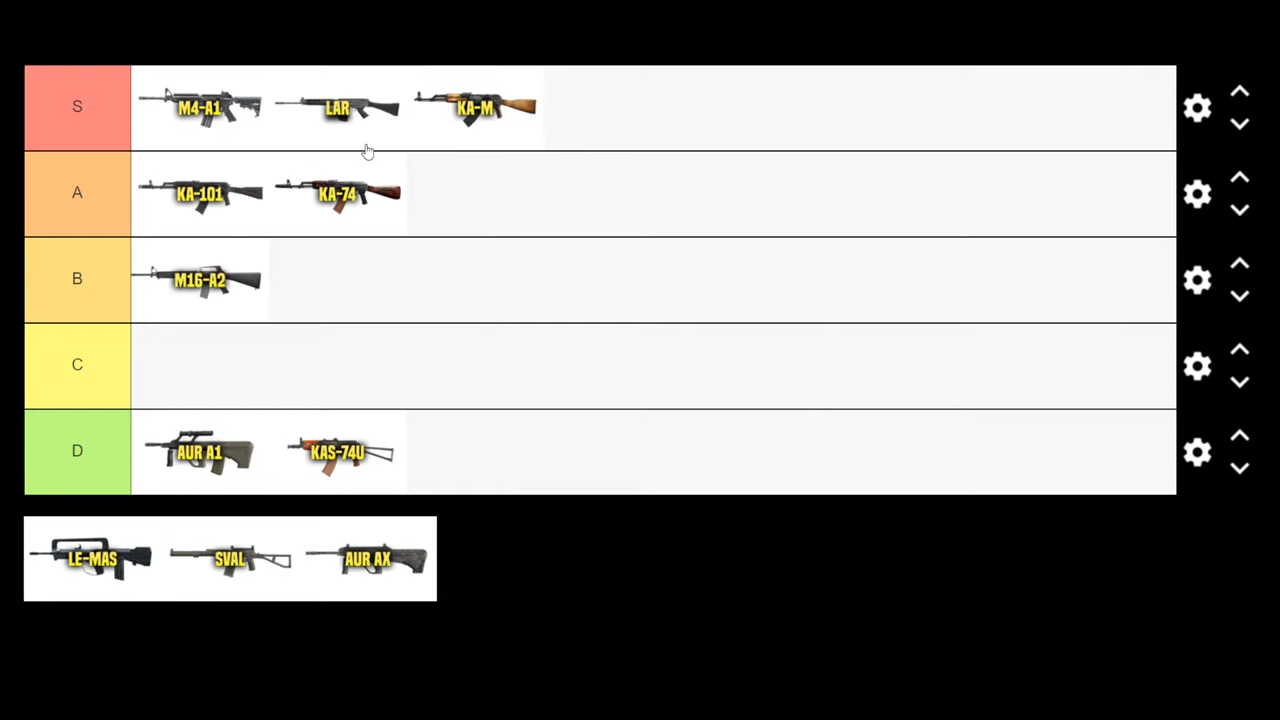 S
M4-A1 LAR KA-M
A
KA-101 KA-74
B
M16-A2
C
D
AUR A1 KAS-74U
LE-MAS SVAL AUR AX